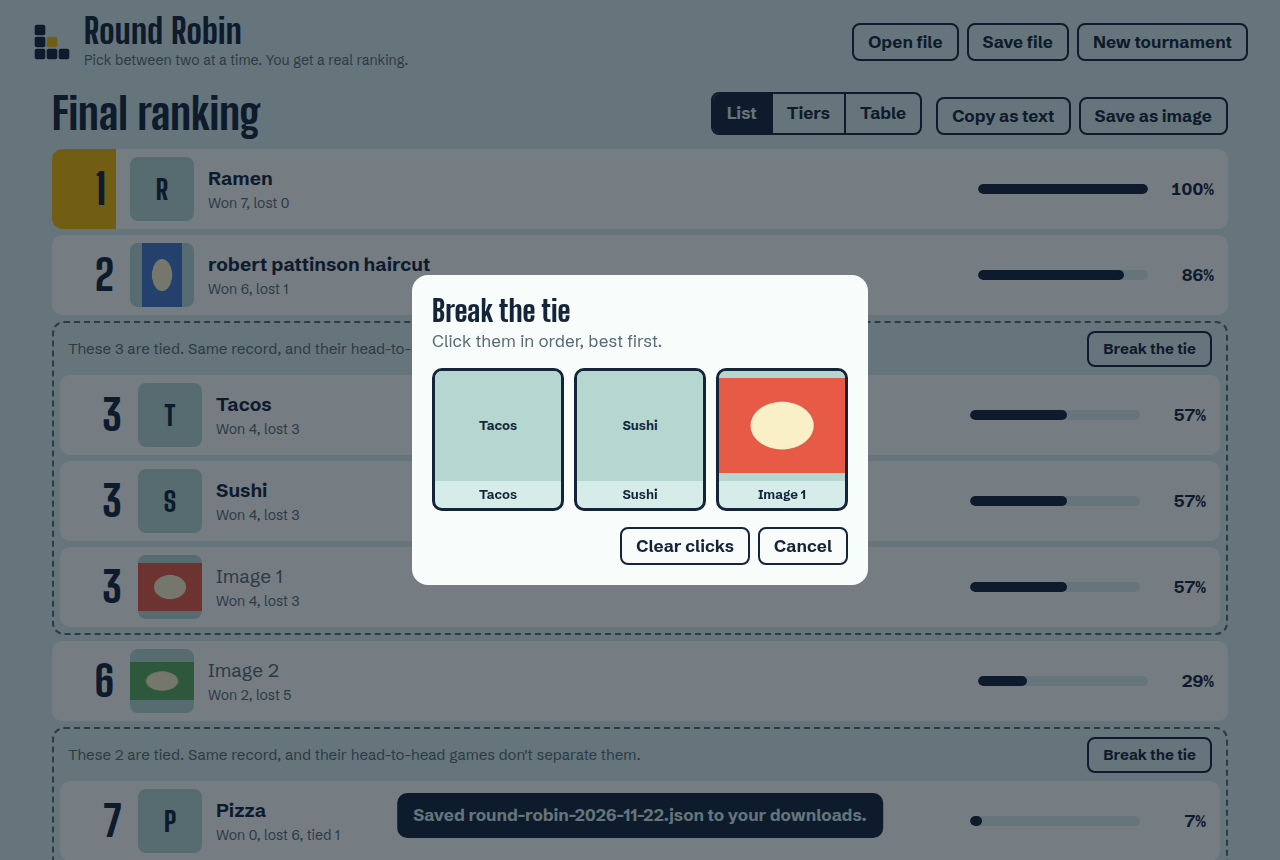 Round Robin
Pick between two at a time. You get a real ranking.
Open file
Save file
New tournament
Final ranking
List
Tiers
Table
Copy as text
Save as image
1
R
Ramen
Won 7, lost 0
100%
2
robert pattinson haircut
Won 6, lost 1
86%
These 3 are tied. Same record, and their head-to-
Break the tie
3
T
Tacos
Won 4, lost 3
57%
3
S
Sushi
Won 4, lost 3
57%
3
Image 1
Won 4, lost 3
57%
Break the tie
Click them in order, best first.
Tacos
Sushi
Tacos
Sushi
Image 1
Clear clicks
Cancel
6
Image 2
Won 2, lost 5
29%
These 2 are tied. Same record, and their head-to-head games don't separate them.
Break the tie
7
P
Pizza
Won 0, lost 6, tied 1
7%
Saved round-robin-2026-11-22.json to your downloads.